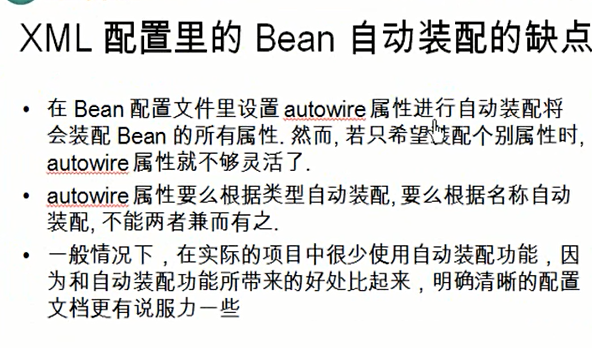 XML 配置里的 Bean 自动装配的缺点
• 在 Bean 配置文件里设置 autowire 属性进行自动装配将
会装配 Bean 的所有属性. 然而, 若只希望装配个别属性时,
autowire 属性就不够灵活了.
• autowire 属性要么根据类型自动装配, 要么根据名称自动
装配, 不能两者兼而有之.
• 一般情况下，在实际的项目中很少使用自动装配功能，因
为和自动装配功能所带来的好处比起来，明确清晰的配置
文档更有说服力一些